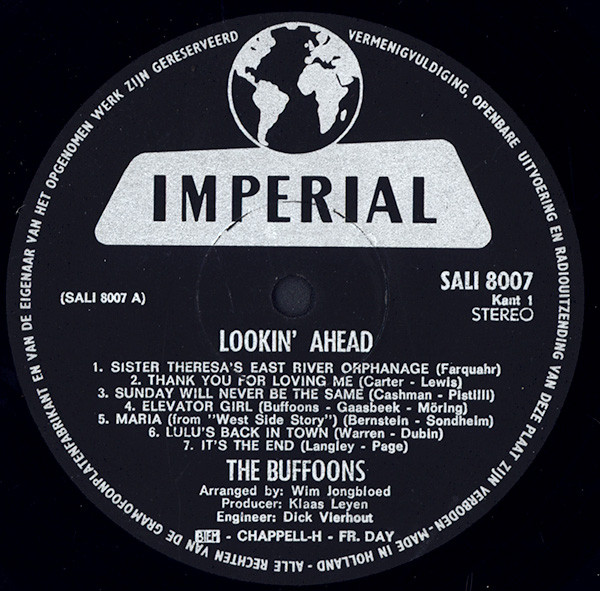 ALLE RECHTEN VAN DE GRAMOFOONPLATENFABRIKANT EN VAN DE EIGENAAR VAN HET OPGENOMEN WERK ZIJN GERESERVEERD
VERMENIGVULDIGING, OPENBARE UITVOERING EN RADIOUITZENDING VAN DEZE PLAAT ZIJN VERBODEN - MADE IN HOLLAND -
IMPERIAL
(SALI 8007 A)
SALI 8007
Kant 1
STEREO
LOOKIN' AHEAD
1. SISTER THERESA'S EAST RIVER ORPHANAGE (Farquahr)
2. THANK YOU FOR LOVING ME (Carter - Lewis)
3. SUNDAY WILL NEVER BE THE SAME (Cashman - Pistilli)
4. ELEVATOR GIRL (Buffoons - Gaasbeek - Möring)
5. MARIA (from "West Side Story") (Bernstein - Sondheim)
6. LULU'S BACK IN TOWN (Warren - Dubin)
7. IT'S THE END (Langley - Page)
THE BUFFOONS
Arranged by: Wim Jongbloed
Producer: Klaas Leyen
Engineer: Dick Vierhout
BIEM - CHAPPELL-H - FR. DAY